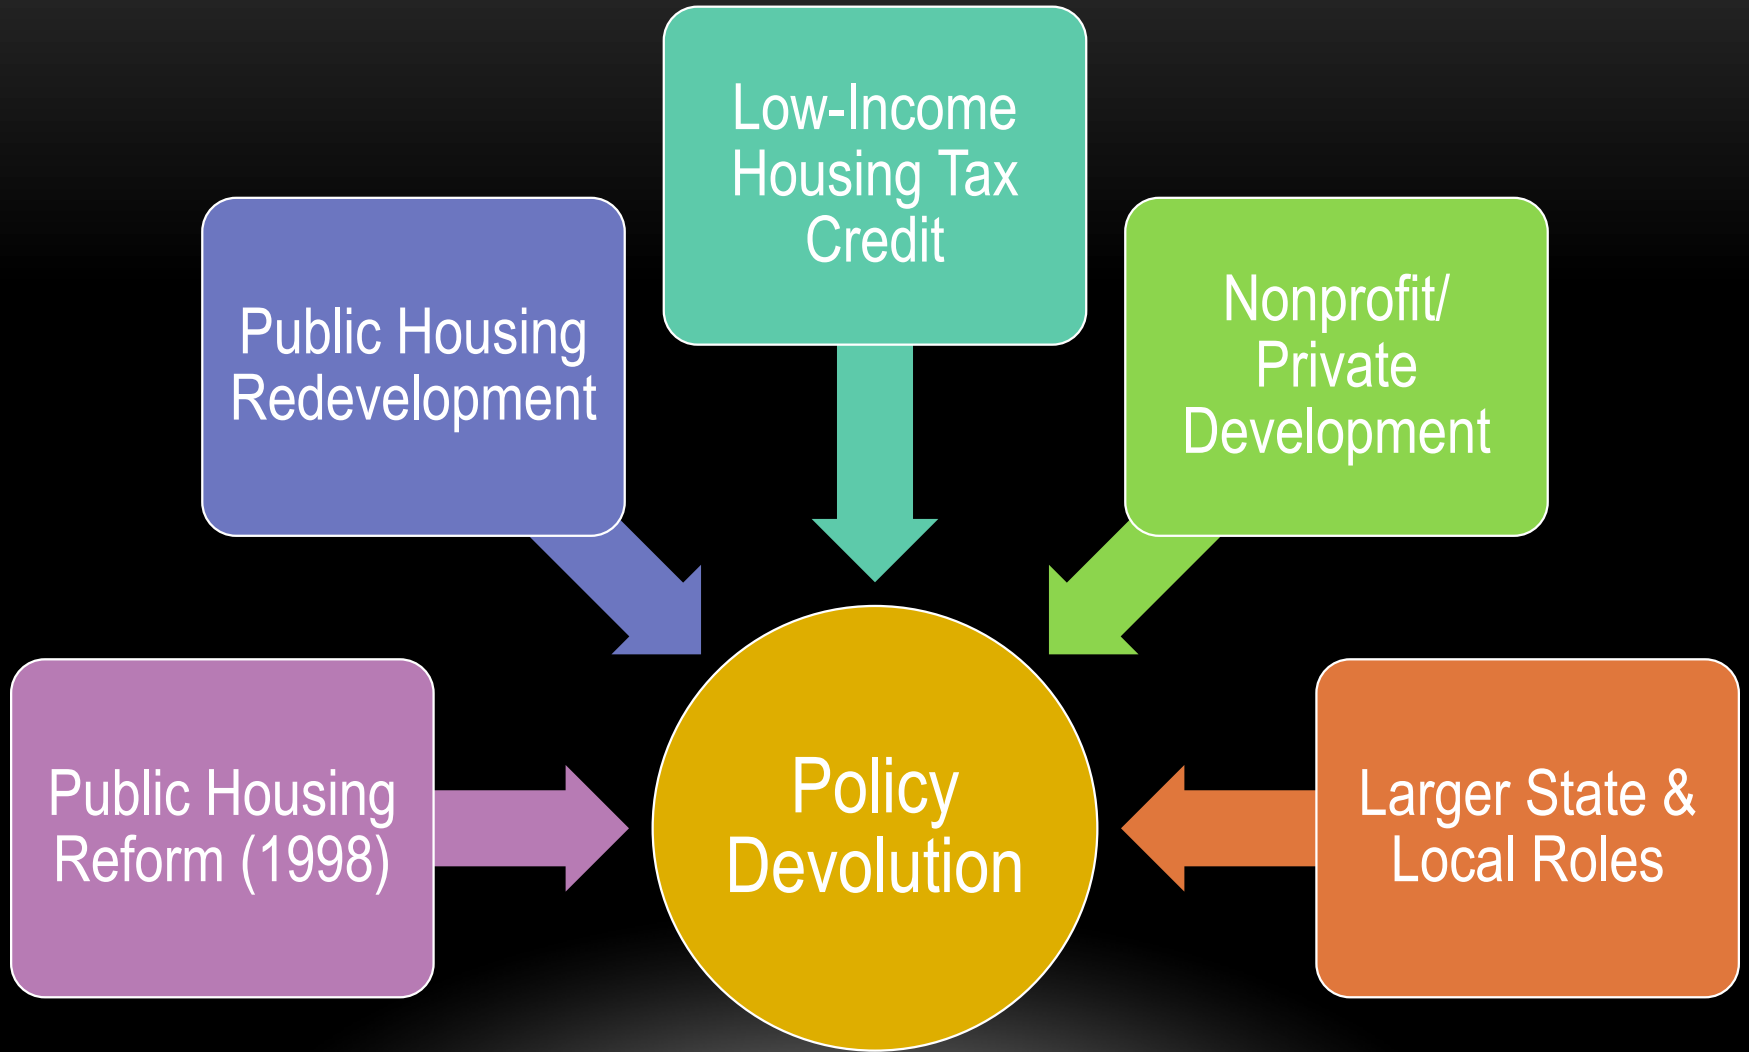 Low-Income
Housing Tax
Credit
Public Housing
Redevelopment
Nonprofit/
Private
Development
Public Housing
Reform (1998)
Policy
Devolution
Larger State &
Local Roles